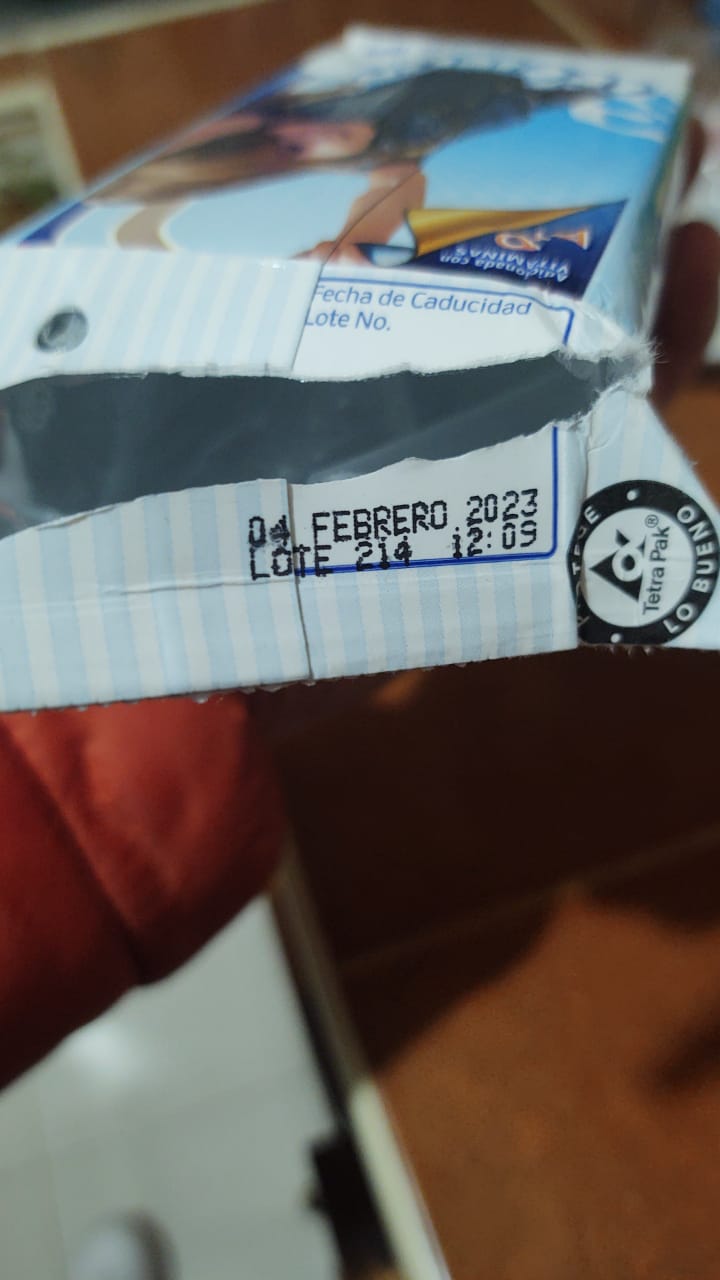 Adicionada con
VITAMINAS
Fecha de Caducidad
Lote No.
04 FEBRERO 2023
LOTE 214 12:09
Tetra Pak®
LO BUENO